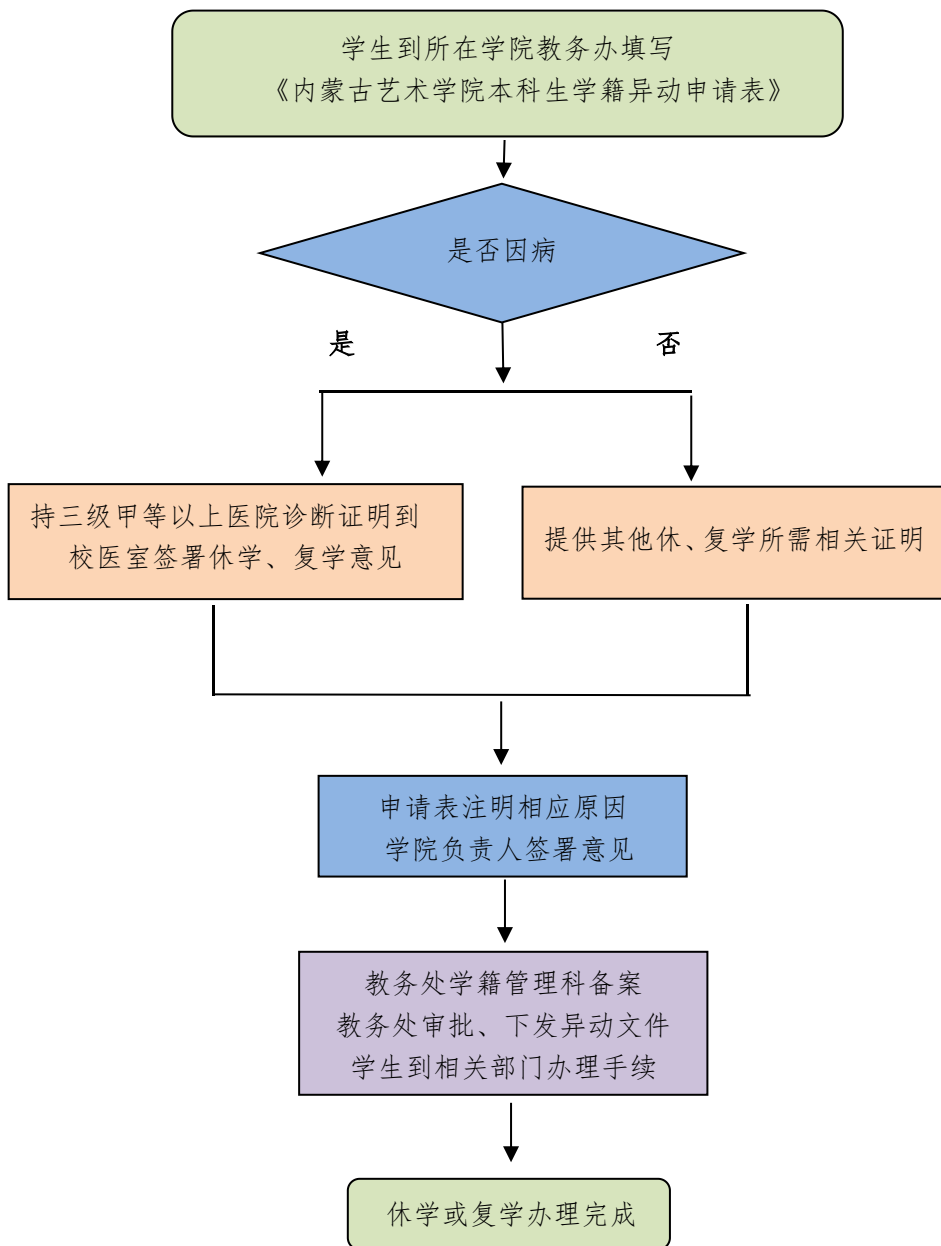 学生到所在学院教务办填写
《内蒙古艺术学院本科生学籍异动申请表》
是否因病
是
否
持三级甲等以上医院诊断证明到
校医室签署休学、复学意见
提供其他休、复学所需相关证明
申请表注明相应原因
学院负责人签署意见
教务处学籍管理科备案
教务处审批、下发异动文件
学生到相关部门办理手续
休学或复学办理完成